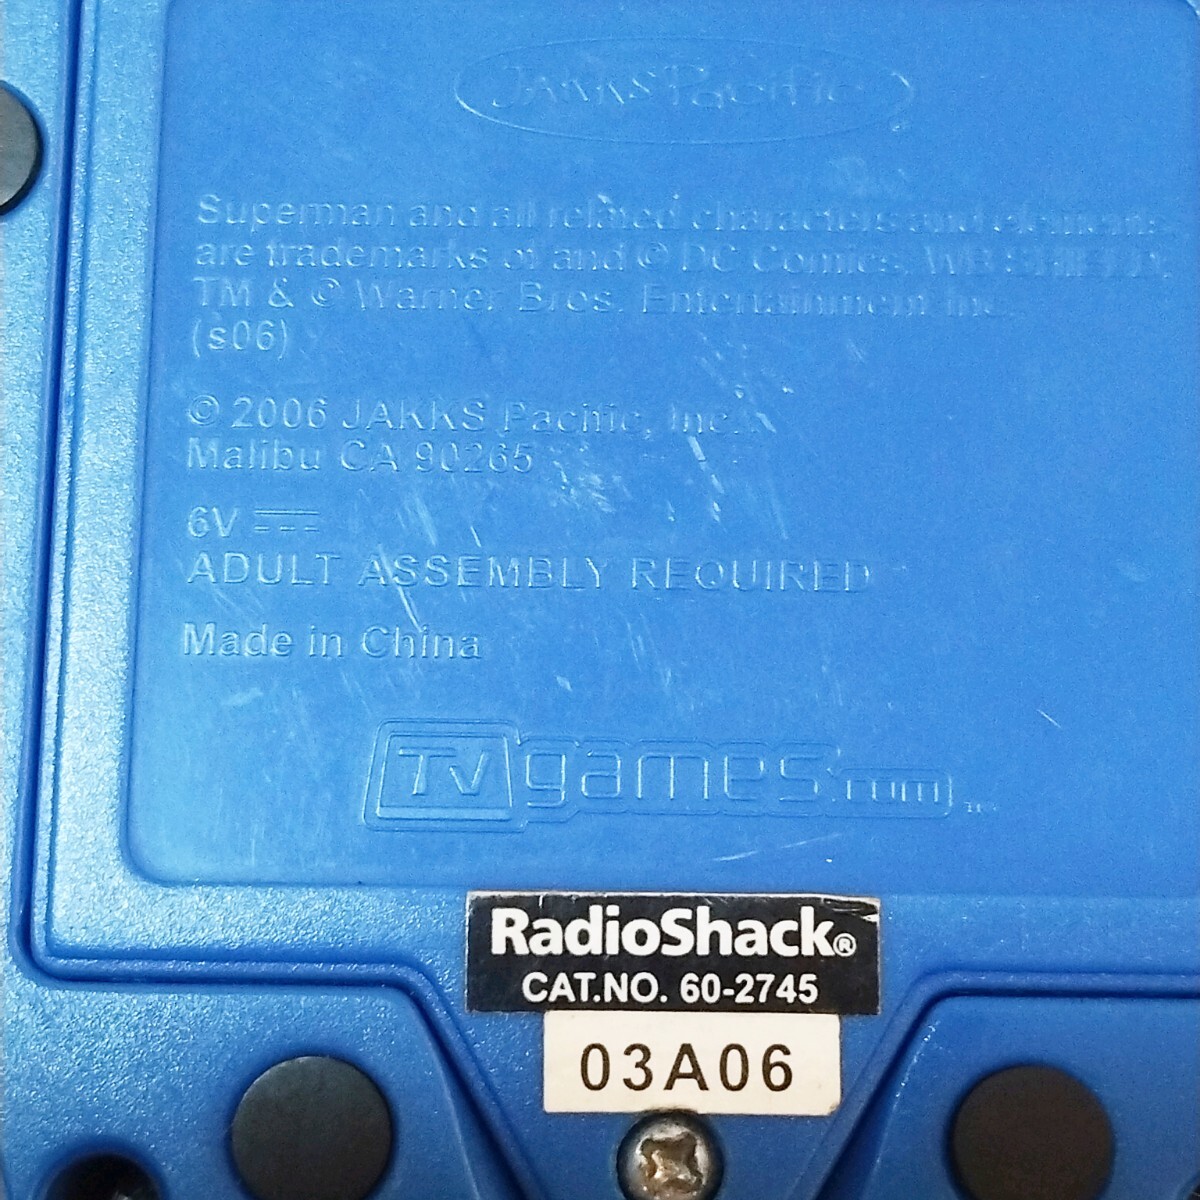 JAKKS Pacific
Superman and all related characters and elements
are trademarks of and © DC Comics. WB SHIELD:
TM & © Warner Bros. Entertainment Inc.
(s06)
© 2006 JAKKS Pacific, Inc.
Malibu CA 90265
6V ⎓
ADULT ASSEMBLY REQUIRED
Made in China
TV games.com TM
RadioShack®
CAT.NO. 60-2745
03A06